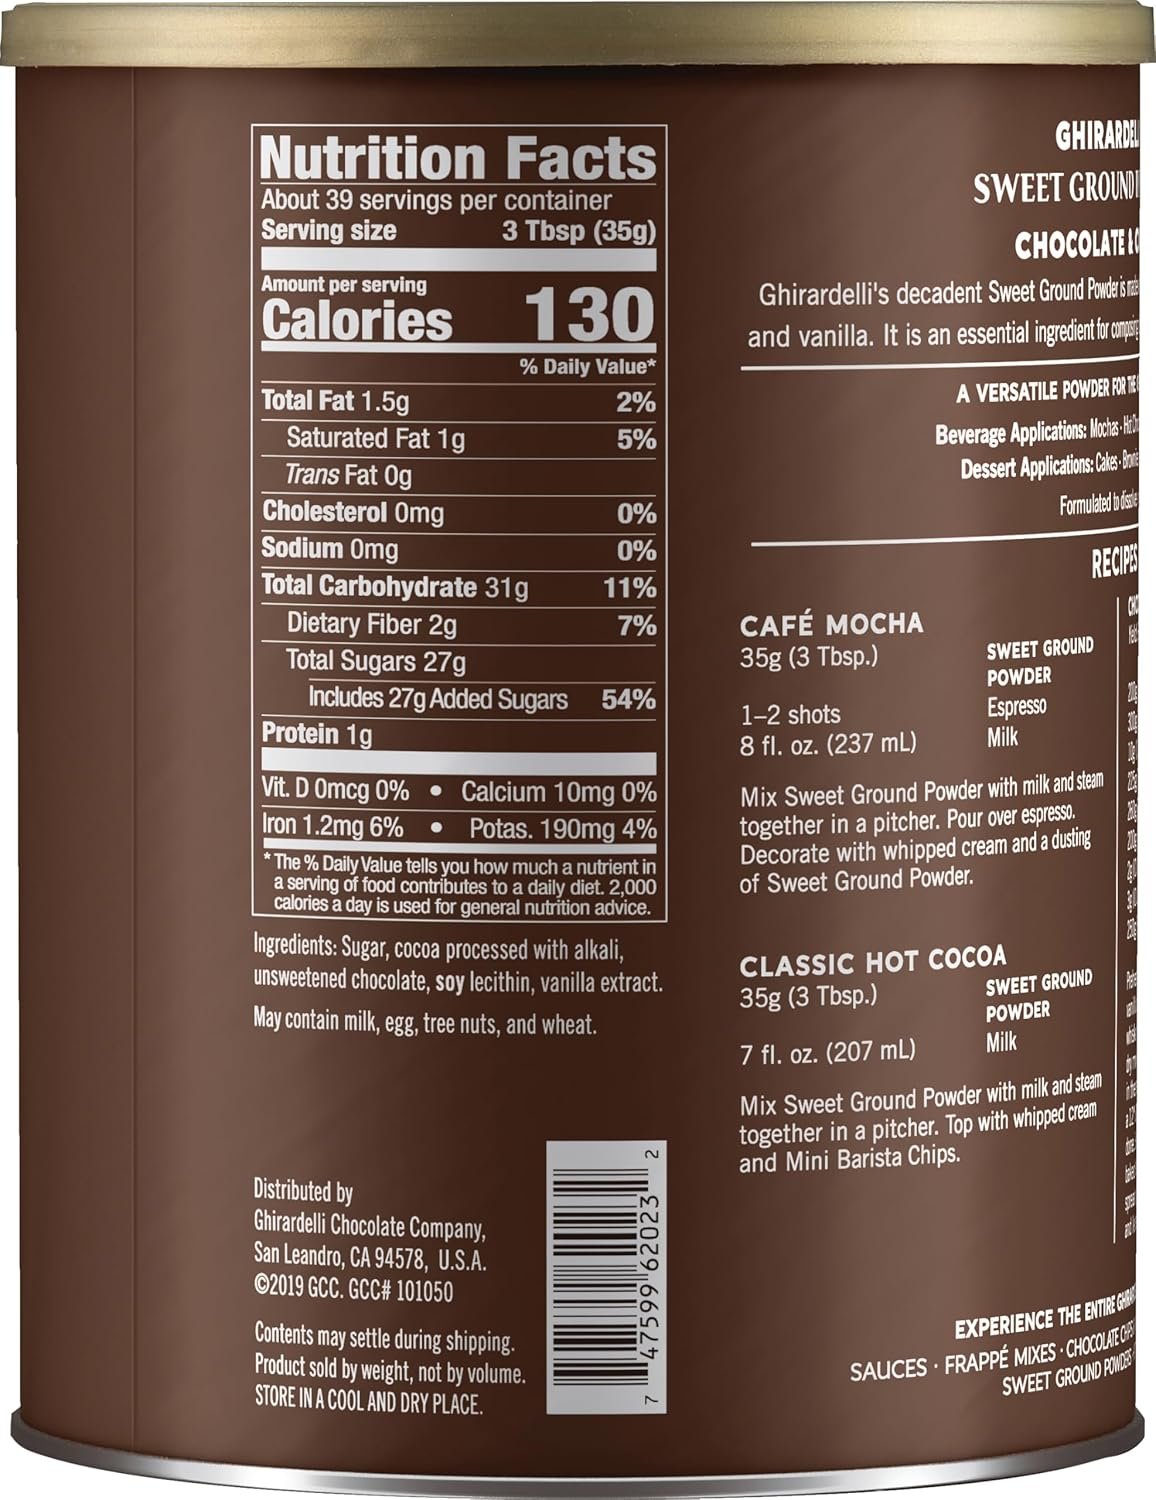 Nutrition Facts
About 39 servings per container
Serving size 3 Tbsp (35g)
Amount per serving
Calories 130
% Daily Value*
Total Fat 1.5g 2%
Saturated Fat 1g 5%
Trans Fat 0g
Cholesterol 0mg 0%
Sodium 0mg 0%
Total Carbohydrate 31g 11%
Dietary Fiber 2g 7%
Total Sugars 27g
Includes 27g Added Sugars 54%
Protein 1g
Vit. D 0mcg 0% • Calcium 10mg 0%
Iron 1.2mg 6% • Potas. 190mg 4%
* The % Daily Value tells you how much a nutrient in
a serving of food contributes to a daily diet. 2,000
calories a day is used for general nutrition advice.
Ingredients: Sugar, cocoa processed with alkali,
unsweetened chocolate, soy lecithin, vanilla extract.
May contain milk, egg, tree nuts, and wheat.
Distributed by
Ghirardelli Chocolate Company,
San Leandro, CA 94578, U.S.A.
©2019 GCC. GCC# 101050
Contents may settle during shipping.
Product sold by weight, not by volume.
STORE IN A COOL AND DRY PLACE.
7 47599 62023 2
GHIRARDEL
SWEET GROUND
CHOCOLATE &
Ghirardelli's decadent Sweet Ground Powder is made
and vanilla. It is an essential ingredient for composing
A VERSATILE POWDER FOR THE
Beverage Applications: Mochas · Hot
Dessert Applications: Cakes ·
Formulated to dissolve
RECIPES
CAFÉ MOCHA
35g (3 Tbsp.) SWEET GROUND
POWDER
1–2 shots Espresso
8 fl. oz. (237 mL) Milk
Mix Sweet Ground Powder with milk and steam
together in a pitcher. Pour over espresso.
Decorate with whipped cream and a dusting
of Sweet Ground Powder.
CLASSIC HOT COCOA
35g (3 Tbsp.) SWEET GROUND
POWDER
7 fl. oz. (207 mL) Milk
Mix Sweet Ground Powder with milk and steam
together in a pitcher. Top with whipped cream
and Mini Barista Chips.
EXPERIENCE THE ENTIRE
SAUCES · FRAPPÉ MIXES · CHOCOLATE CHIPS
SWEET GROUND POWDERS